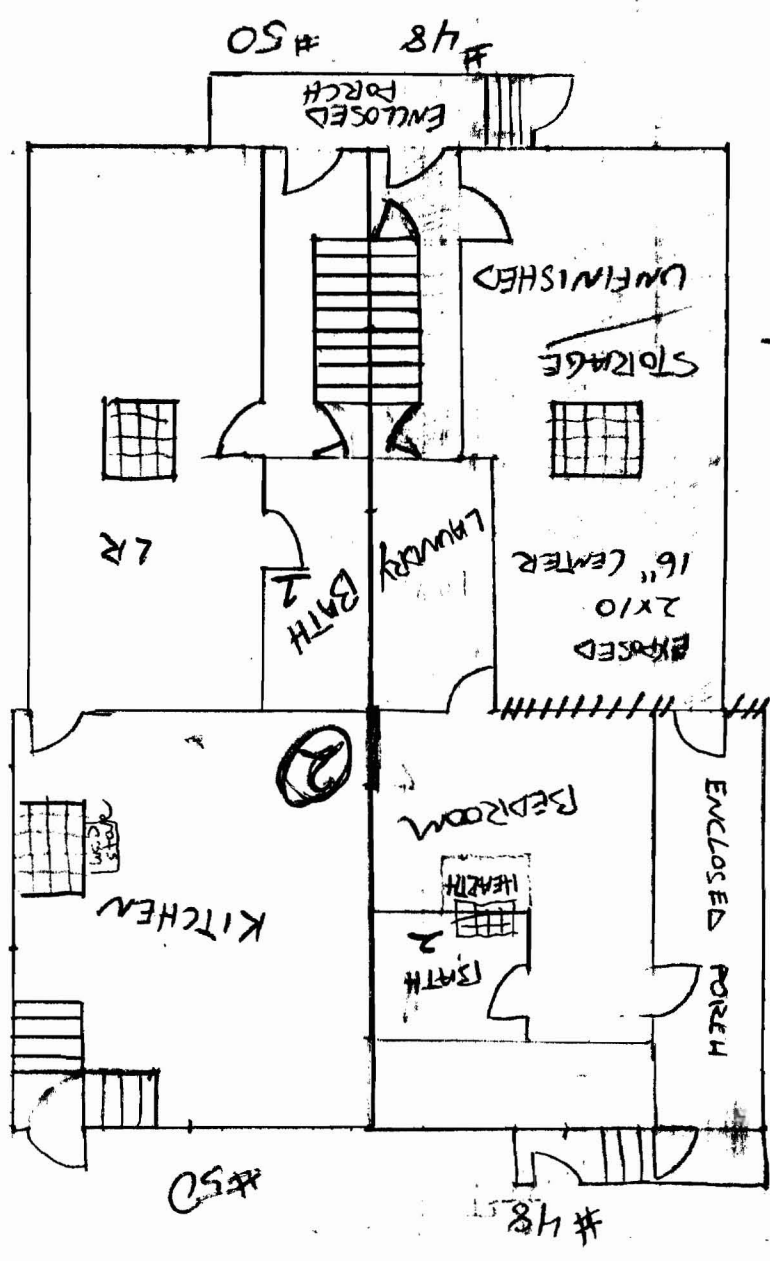 #48
#50
BATH
2
KITCHEN
HEARTH
BEDROOM
ENCLOSED PORCH
2
EXPOSED
2X10
16" CENTER
LAUNDRY
BATH
1
LR
STORAGE
UNFINISHED
ENCLOSED
PORCH
#48
#50